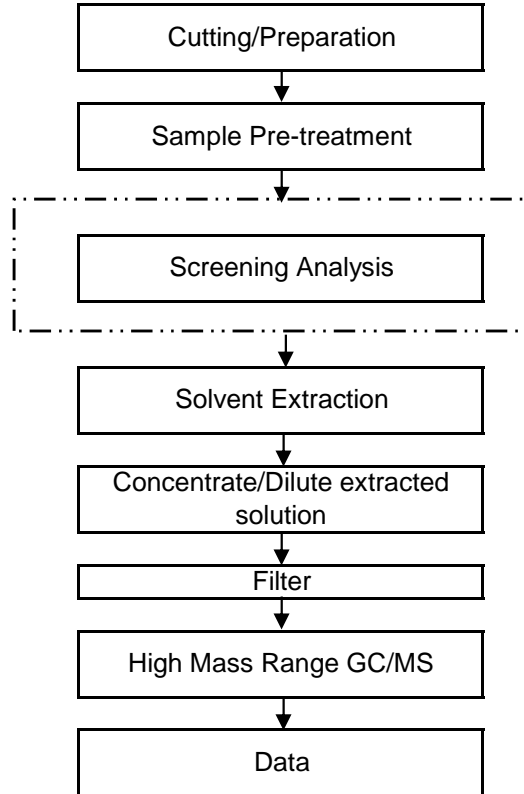 Cutting/Preparation
Sample Pre-treatment
Screening Analysis
Solvent Extraction
Concentrate/Dilute extracted
solution
Filter
High Mass Range GC/MS
Data